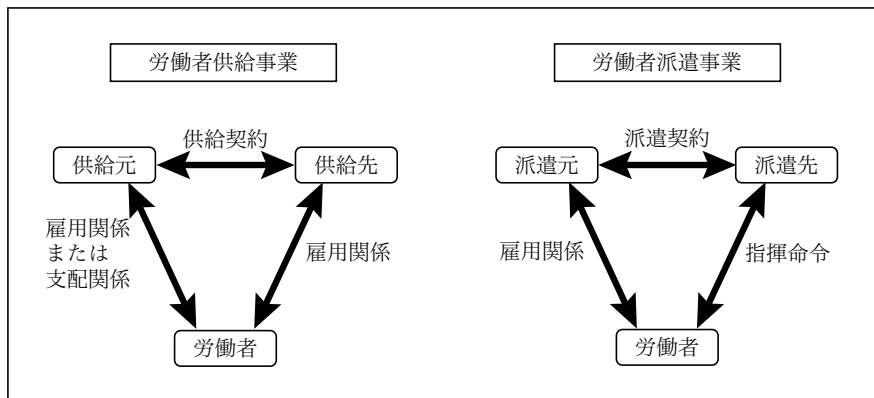 労働者供給事業
供給契約
供給元
供給先
雇用関係
または
支配関係
雇用関係
労働者
労働者派遣事業
派遣契約
派遣元
派遣先
雇用関係
指揮命令
労働者